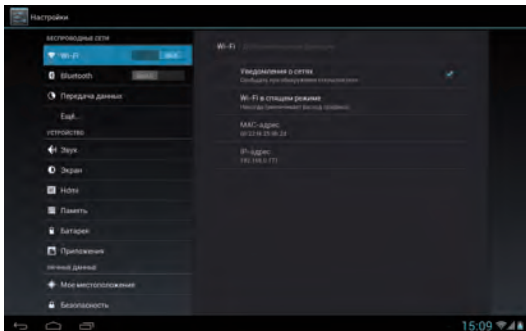 Настройки
БЕСПРОВОДНЫЕ СЕТИ
Wi-Fi
Bluetooth
Передача данных
Ещё...
УСТРОЙСТВО
Звук
Экран
Hdmi
Память
Батарея
Приложения
ЛИЧНЫЕ ДАННЫЕ
Мое местоположение
Безопасность
Wi-Fi
Уведомления о сетях
Wi-Fi в спящем режиме
MAC-адрес
IP-адрес
15:09